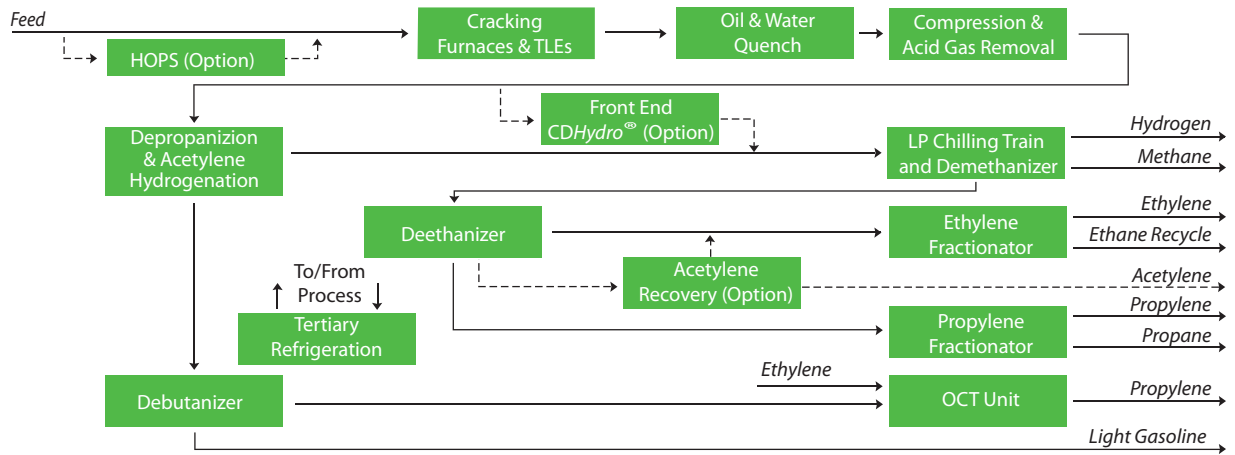 Feed
HOPS (Option)
Cracking
Furnaces & TLEs
Oil & Water
Quench
Compression &
Acid Gas Removal
Front End
CDHydro® (Option)
Depropanizion
& Acetylene
Hydrogenation
LP Chilling Train
and Demethanizer
Hydrogen
Methane
Deethanizer
Ethylene
Fractionator
Ethylene
Ethane Recycle
Acetylene
Recovery (Option)
Acetylene
To/From
Process
Tertiary
Refrigeration
Propylene
Fractionator
Propylene
Propane
Debutanizer
Ethylene
OCT Unit
Propylene
Light Gasoline